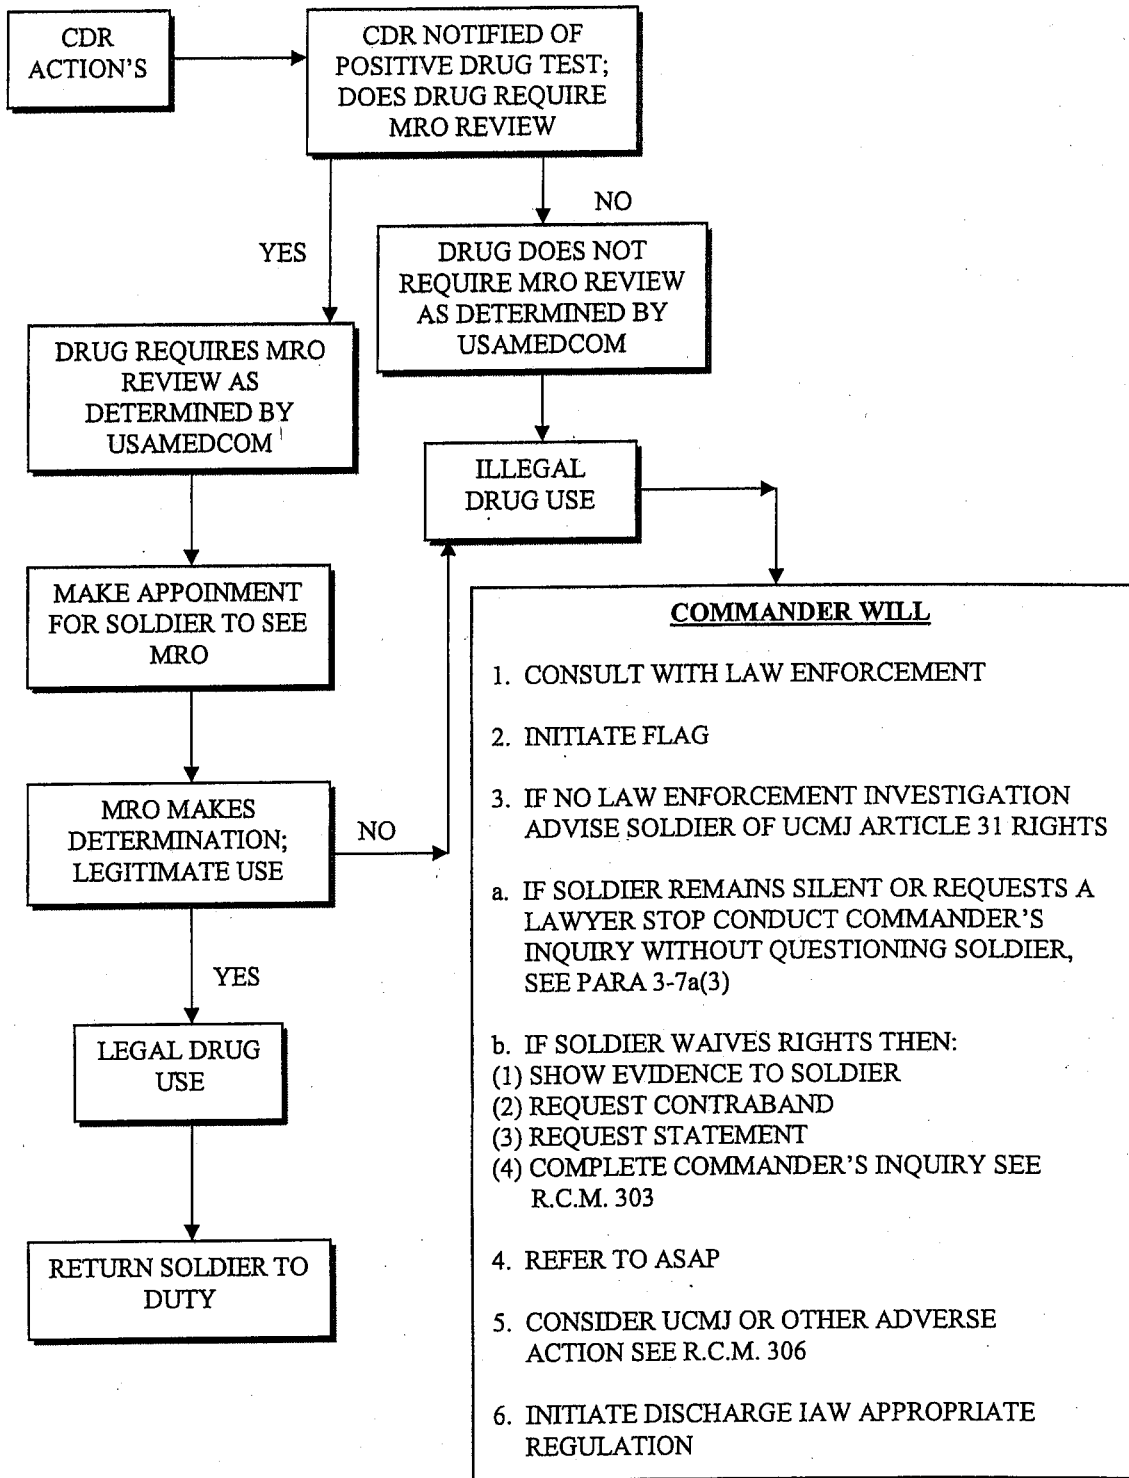 CDR
ACTION'S
CDR NOTIFIED OF
POSITIVE DRUG TEST;
DOES DRUG REQUIRE
MRO REVIEW
NO
YES
DRUG DOES NOT
REQUIRE MRO REVIEW
AS DETERMINED BY
USAMEDCOM
DRUG REQUIRES MRO
REVIEW AS
DETERMINED BY
USAMEDCOM
ILLEGAL
DRUG USE
MAKE APPOINMENT
FOR SOLDIER TO SEE
MRO
MRO MAKES
DETERMINATION;
LEGITIMATE USE
NO
YES
LEGAL DRUG
USE
RETURN SOLDIER TO
DUTY
COMMANDER WILL
1. CONSULT WITH LAW ENFORCEMENT
2. INITIATE FLAG
3. IF NO LAW ENFORCEMENT INVESTIGATION
ADVISE SOLDIER OF UCMJ ARTICLE 31 RIGHTS
a. IF SOLDIER REMAINS SILENT OR REQUESTS A
LAWYER STOP CONDUCT COMMANDER'S
INQUIRY WITHOUT QUESTIONING SOLDIER,
SEE PARA 3-7a(3)
b. IF SOLDIER WAIVES RIGHTS THEN:
(1) SHOW EVIDENCE TO SOLDIER
(2) REQUEST CONTRABAND
(3) REQUEST STATEMENT
(4) COMPLETE COMMANDER'S INQUIRY SEE
R.C.M. 303
4. REFER TO ASAP
5. CONSIDER UCMJ OR OTHER ADVERSE
ACTION SEE R.C.M. 306
6. INITIATE DISCHARGE IAW APPROPRIATE
REGULATION